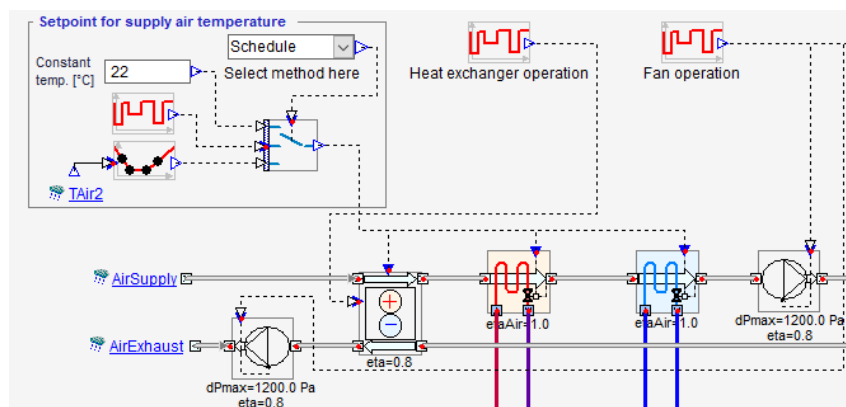 Setpoint for supply air temperature
Schedule
Constant
temp. [°C]
22
Select method here
Heat exchanger operation
Fan operation
TAir2
AirSupply
etaAir=1.0
etaAir=1.0
dPmax=1200.0 Pa
eta=0.8
AirExhaust
eta=0.8
dPmax=1200.0 Pa
eta=0.8